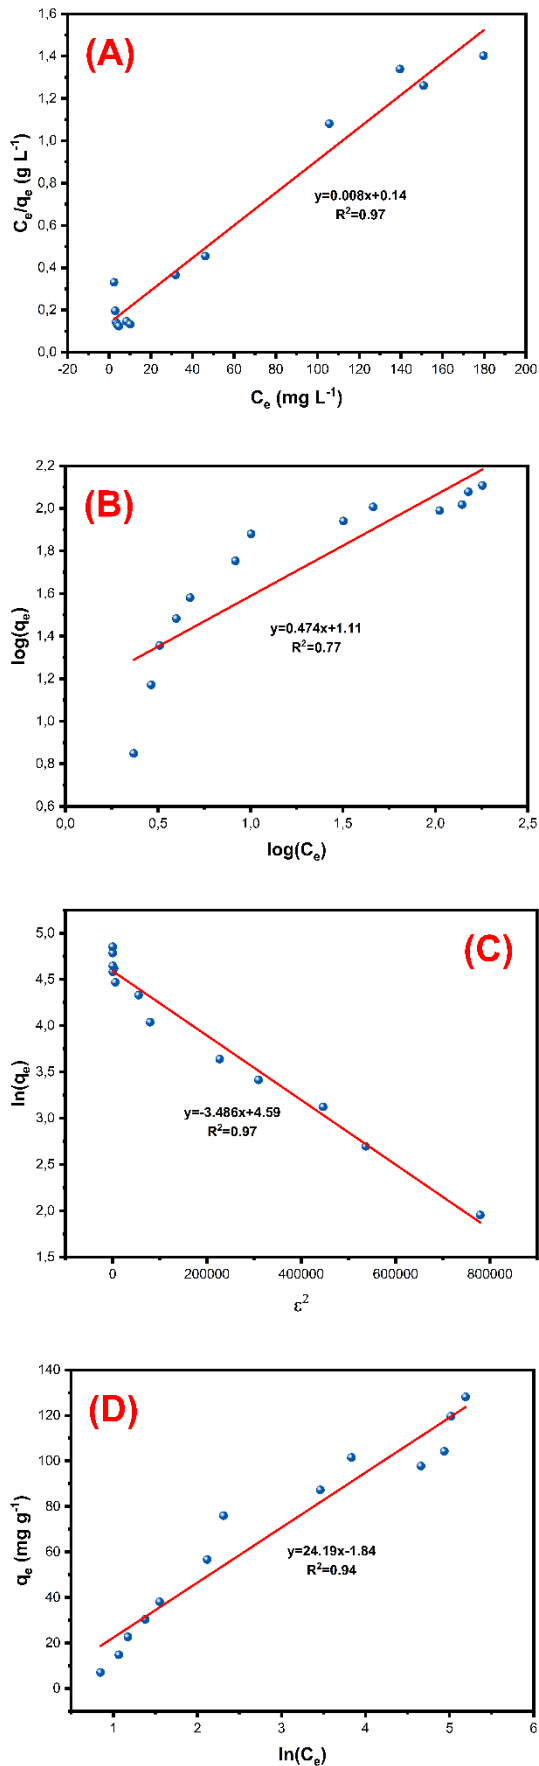 (A)
1,6
1,4
1,2
1,0
0,8
0,6
0,4
0,2
0,0
Ce/qe (g L-1)
y=0.008x+0.14
R2=0.97
-20 0 20 40 60 80 100 120 140 160 180 200
Ce (mg L-1)
(B)
2,2
2,0
1,8
1,6
1,4
1,2
1,0
0,8
0,6
log(qe)
y=0.474x+1.11
R2=0.77
0,0 0,5 1,0 1,5 2,0 2,5
log(Ce)
(C)
5,0
4,5
4,0
3,5
3,0
2,5
2,0
1,5
ln(qe)
y=-3.486x+4.59
R2=0.97
0 200000 400000 600000 800000
ε2
(D)
140
120
100
80
60
40
20
0
qe (mg g-1)
y=24.19x-1.84
R2=0.94
1 2 3 4 5 6
ln(Ce)